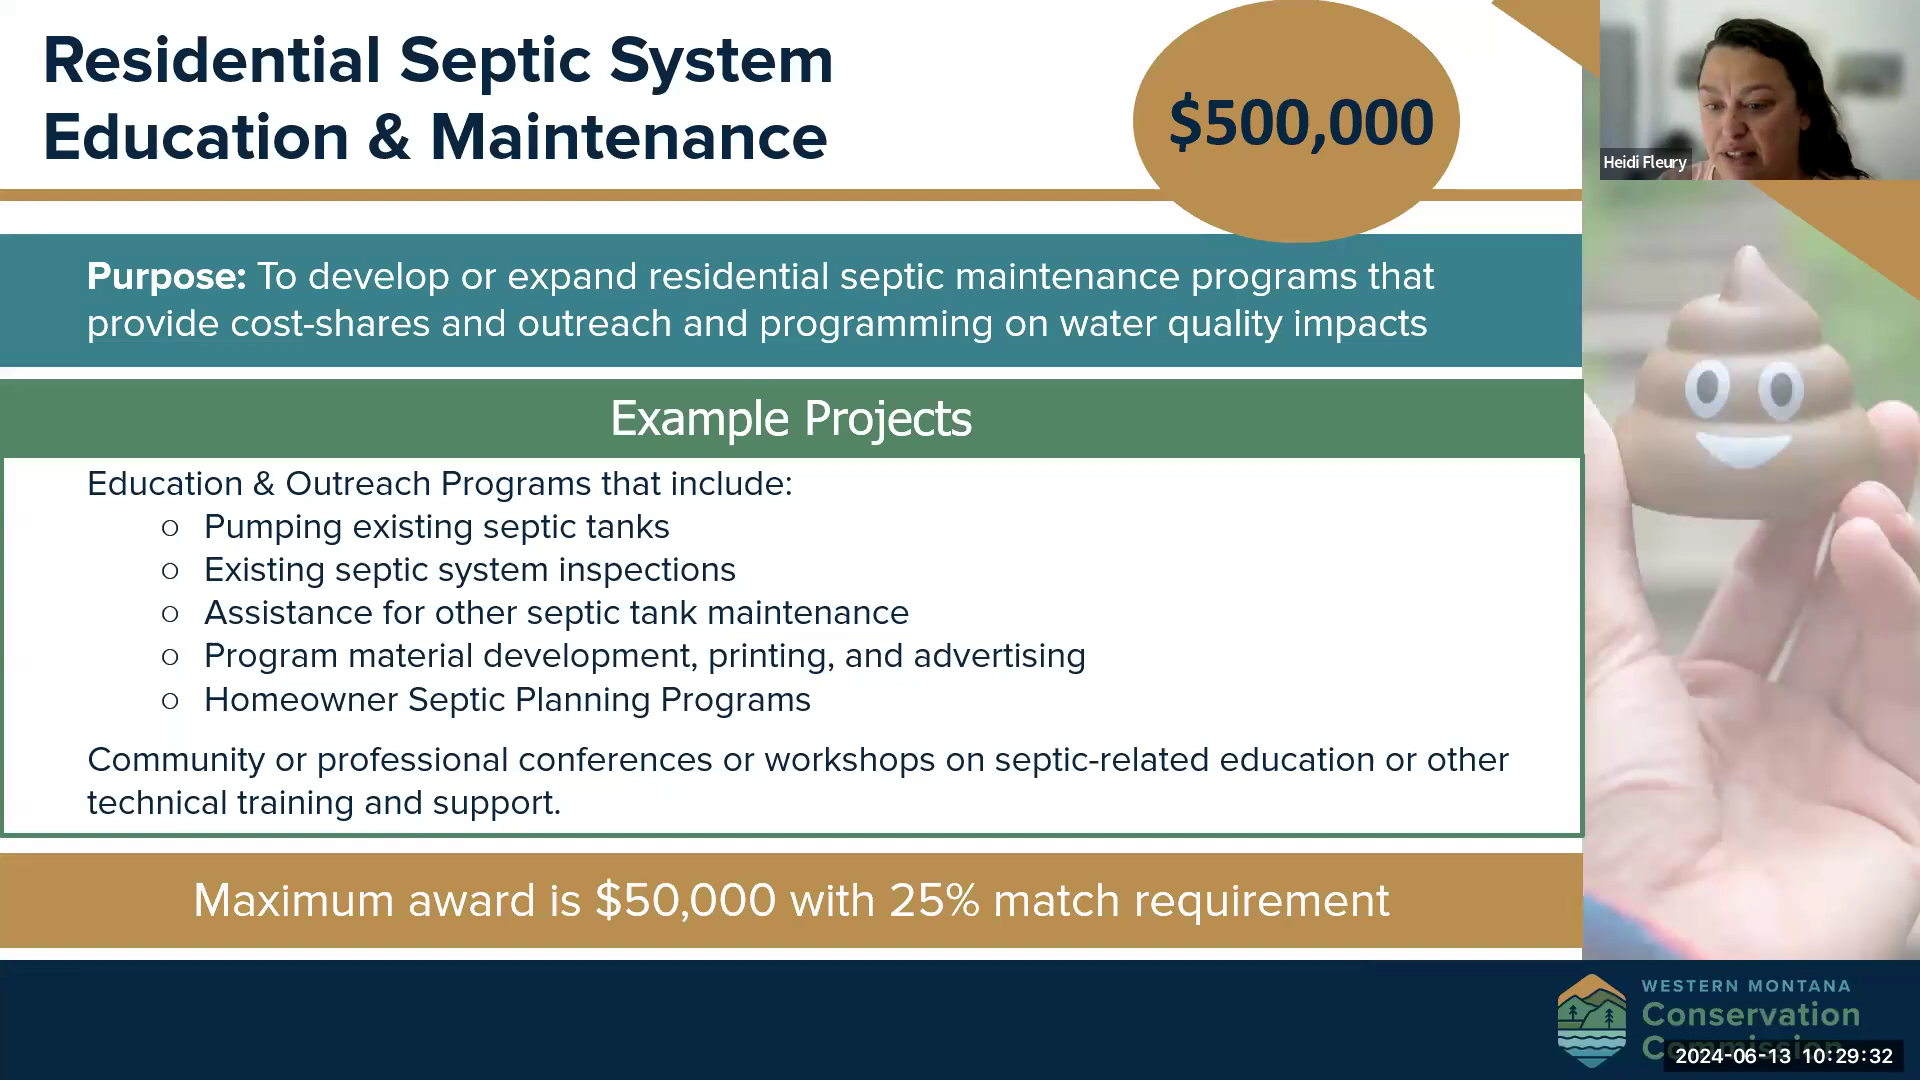 Residential Septic System
Education & Maintenance
$500,000
Heidi Fleury
Purpose: To develop or expand residential septic maintenance programs that
provide cost-shares and outreach and programming on water quality impacts
Example Projects
Education & Outreach Programs that include:
○ Pumping existing septic tanks
○ Existing septic system inspections
○ Assistance for other septic tank maintenance
○ Program material development, printing, and advertising
○ Homeowner Septic Planning Programs
Community or professional conferences or workshops on septic-related education or other
technical training and support.
Maximum award is $50,000 with 25% match requirement
WESTERN MONTANA
Conservation
Commission
2024-06-13 10:29:32